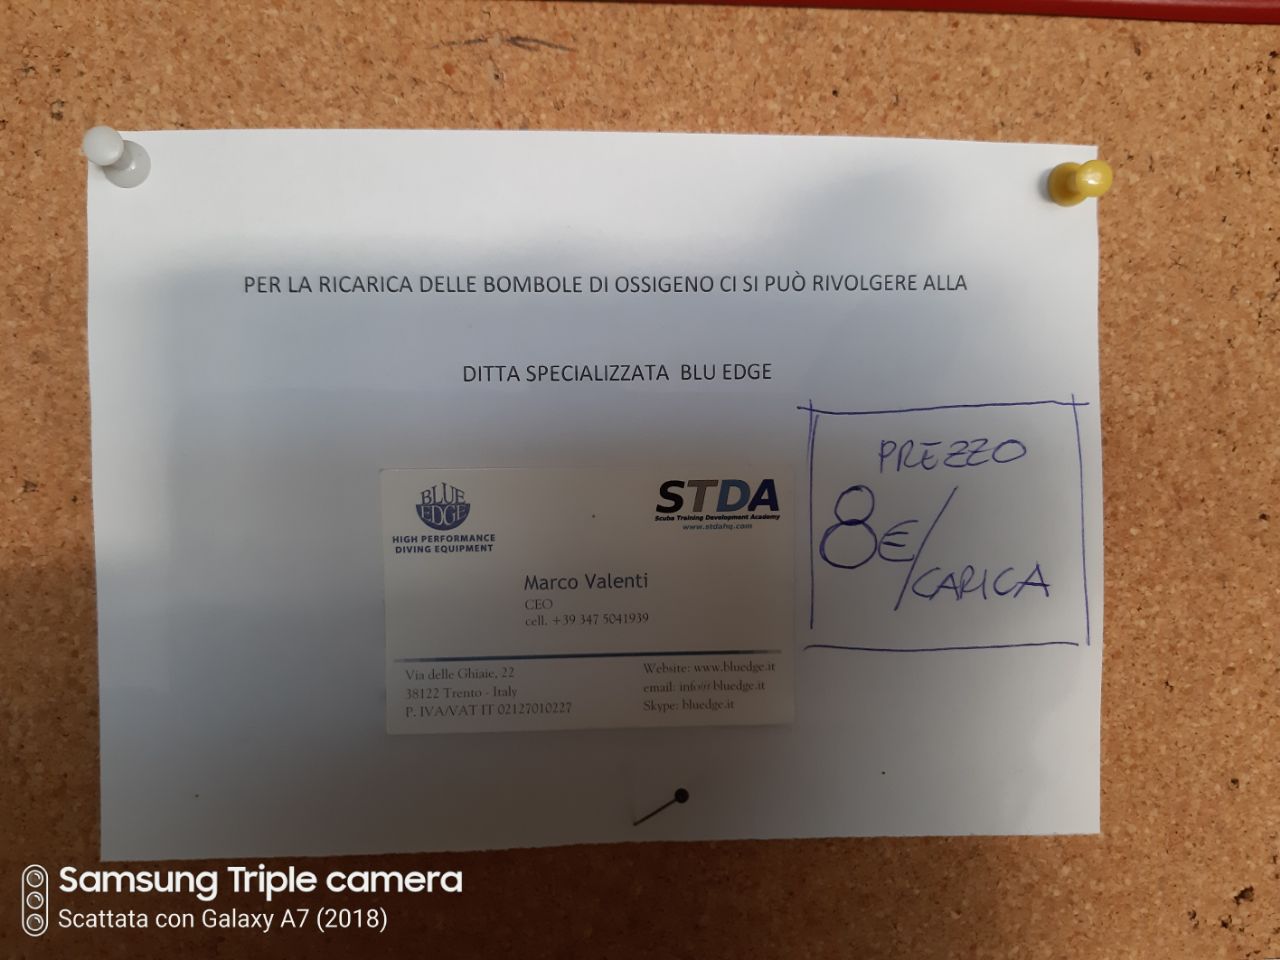 PER LA RICARICA DELLE BOMBOLE DI OSSIGENO CI SI PUÒ RIVOLGERE ALLA
DITTA SPECIALIZZATA BLU EDGE
PREZZO
8€/CARICA
BLUE
EDGE
HIGH PERFORMANCE
DIVING EQUIPMENT
STDA
Scuba Training Development Academy
www.stdahq.com
Marco Valenti
CEO
cell. +39 347 5041939
Via delle Ghiaie, 22
38122 Trento - Italy
P. IVA/VAT IT 02127010227
Website: www.bluedge.it
email: info@bluedge.it
Skype: bluedge.it
Samsung Triple camera
Scattata con Galaxy A7 (2018)